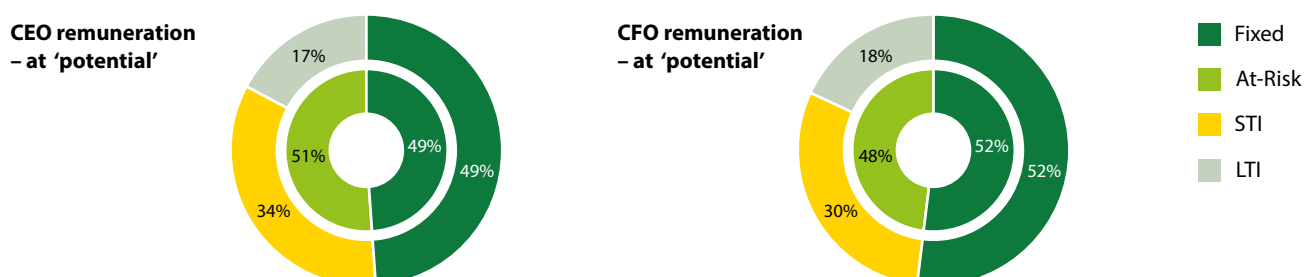 CEO remuneration
– at ‘potential’
17%
51%
49%
49%
34%
CFO remuneration
– at ‘potential’
18%
48%
52%
52%
30%
Fixed
At-Risk
STI
LTI